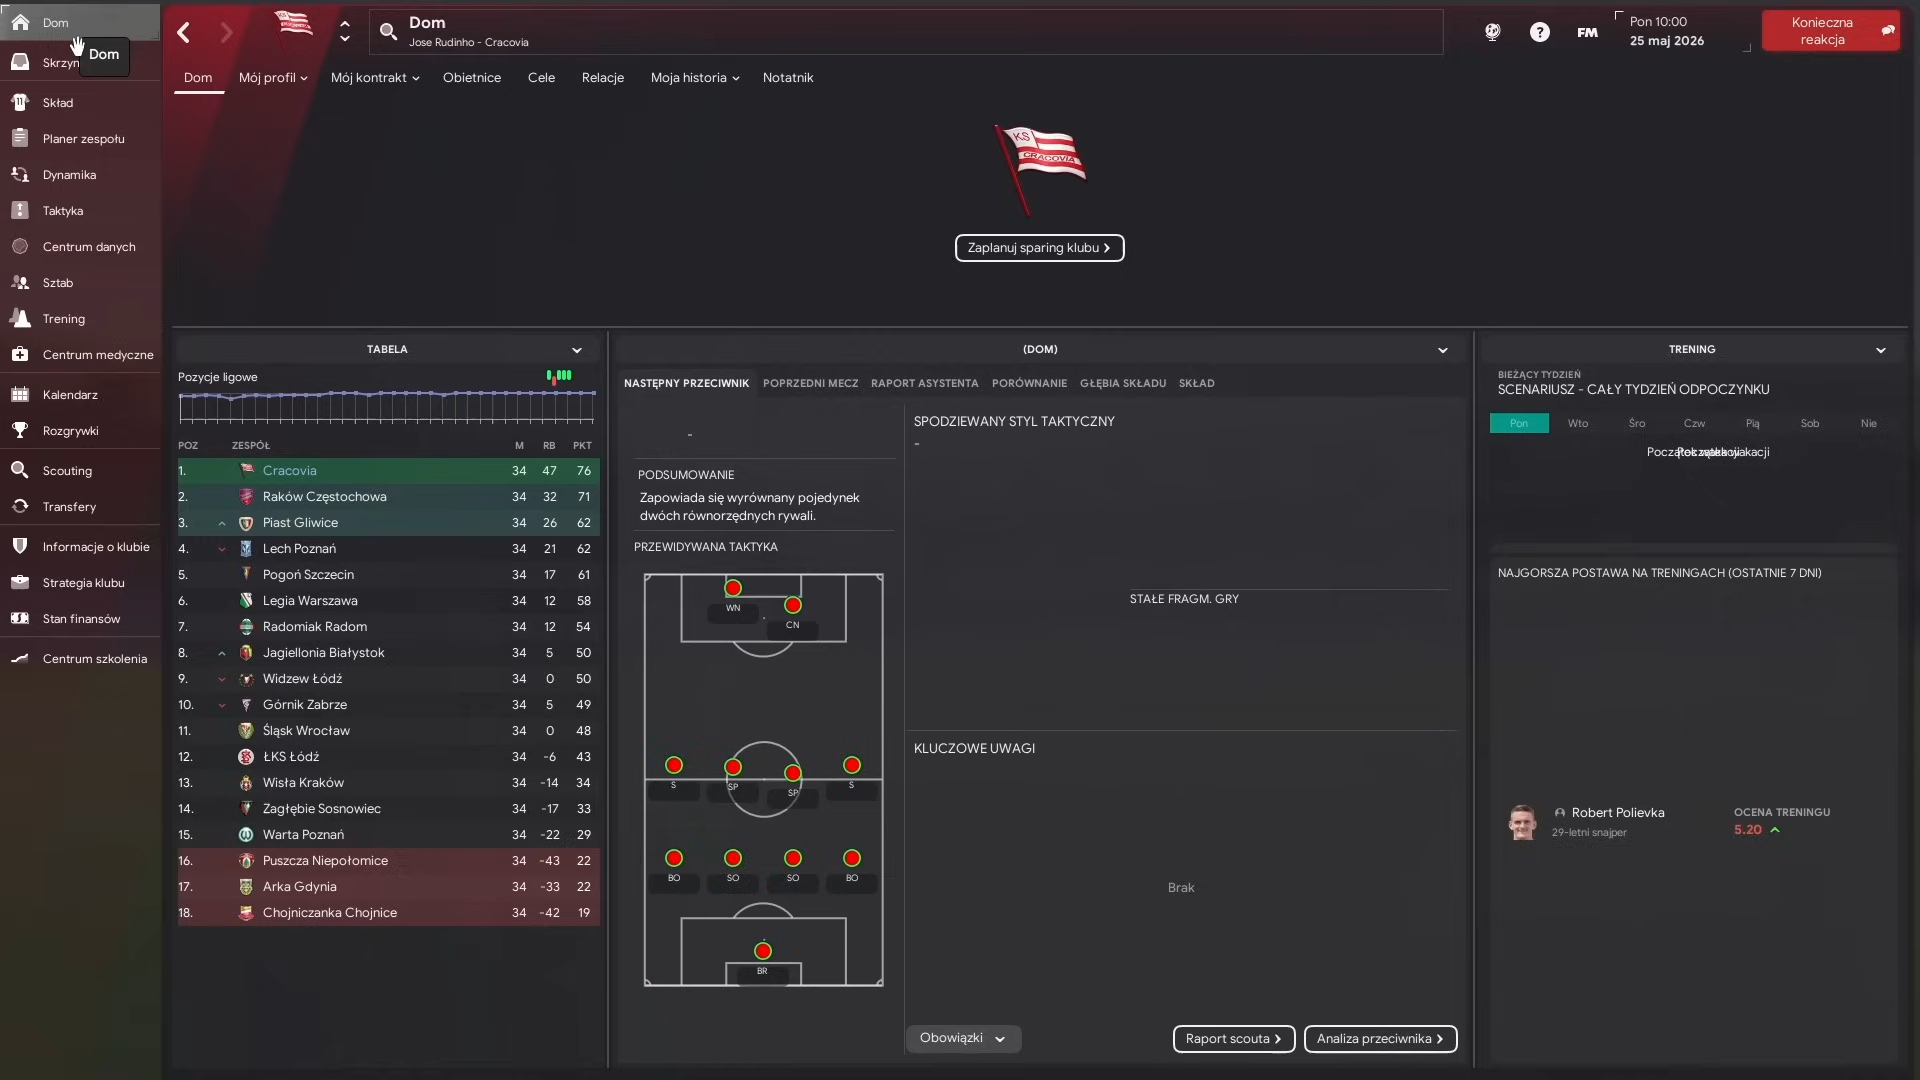 Dom
Dom
Skrzyn
Skład
Planer zespołu
Dynamika
Taktyka
Centrum danych
Sztab
Trening
Centrum medyczne
Kalendarz
Rozgrywki
Scouting
Transfery
Informacje o klubie
Strategia klubu
Stan finansów
Centrum szkolenia
Dom
Jose Rudinho - Cracovia
FM
Pon 10:00
25 maj 2026
Konieczna
reakcja
Dom Mój profil Mój kontrakt Obietnice Cele Relacje Moja historia Notatnik
KS
CRACOVIA
Zaplanuj sparing klubu
TABELA
Pozycje ligowe
POZ ZESPÓŁ M RB PKT
1. Cracovia 34 47 76
2. Raków Częstochowa 34 32 71
3. Piast Gliwice 34 26 62
4. Lech Poznań 34 21 62
5. Pogoń Szczecin 34 17 61
6. Legia Warszawa 34 12 58
7. Radomiak Radom 34 12 54
8. Jagiellonia Białystok 34 5 50
9. Widzew Łódź 34 0 50
10. Górnik Zabrze 34 5 49
11. Śląsk Wrocław 34 0 48
12. ŁKS Łódź 34 -6 43
13. Wisła Kraków 34 -14 34
14. Zagłębie Sosnowiec 34 -17 33
15. Warta Poznań 34 -22 29
16. Puszcza Niepołomice 34 -43 22
17. Arka Gdynia 34 -33 22
18. Chojniczanka Chojnice 34 -42 19
(DOM)
NASTĘPNY PRZECIWNIK POPRZEDNI MECZ RAPORT ASYSTENTA PORÓWNANIE GŁĘBIA SKŁADU SKŁAD
-
PODSUMOWANIE
Zapowiada się wyrównany pojedynek
dwóch równorzędnych rywali.
PRZEWIDYWANA TAKTYKA
WN
CN
S SP SP S
BO SO SO BO
BR
SPODZIEWANY STYL TAKTYCZNY
-
STAŁE FRAGM. GRY
KLUCZOWE UWAGI
Brak
Obowiązki
Raport scouta
Analiza przeciwnika
TRENING
BIEŻĄCY TYDZIEŃ
SCENARIUSZ - CAŁY TYDZIEŃ ODPOCZYNKU
Pon Wto Śro Czw Pią Sob Nie
NAJGORSZA POSTAWA NA TRENINGACH (OSTATNIE 7 DNI)
Robert Polievka
29-letni snajper
OCENA TRENINGU
5.20